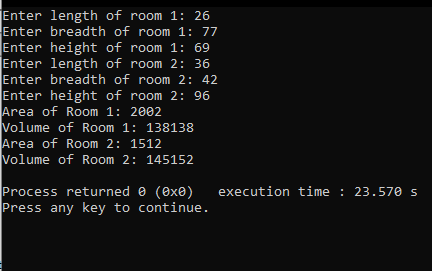 Enter length of room 1: 26
Enter breadth of room 1: 77
Enter height of room 1: 69
Enter length of room 2: 36
Enter breadth of room 2: 42
Enter height of room 2: 96
Area of Room 1: 2002
Volume of Room 1: 138138
Area of Room 2: 1512
Volume of Room 2: 145152
Process returned 0 (0x0)   execution time : 23.570 s
Press any key to continue.